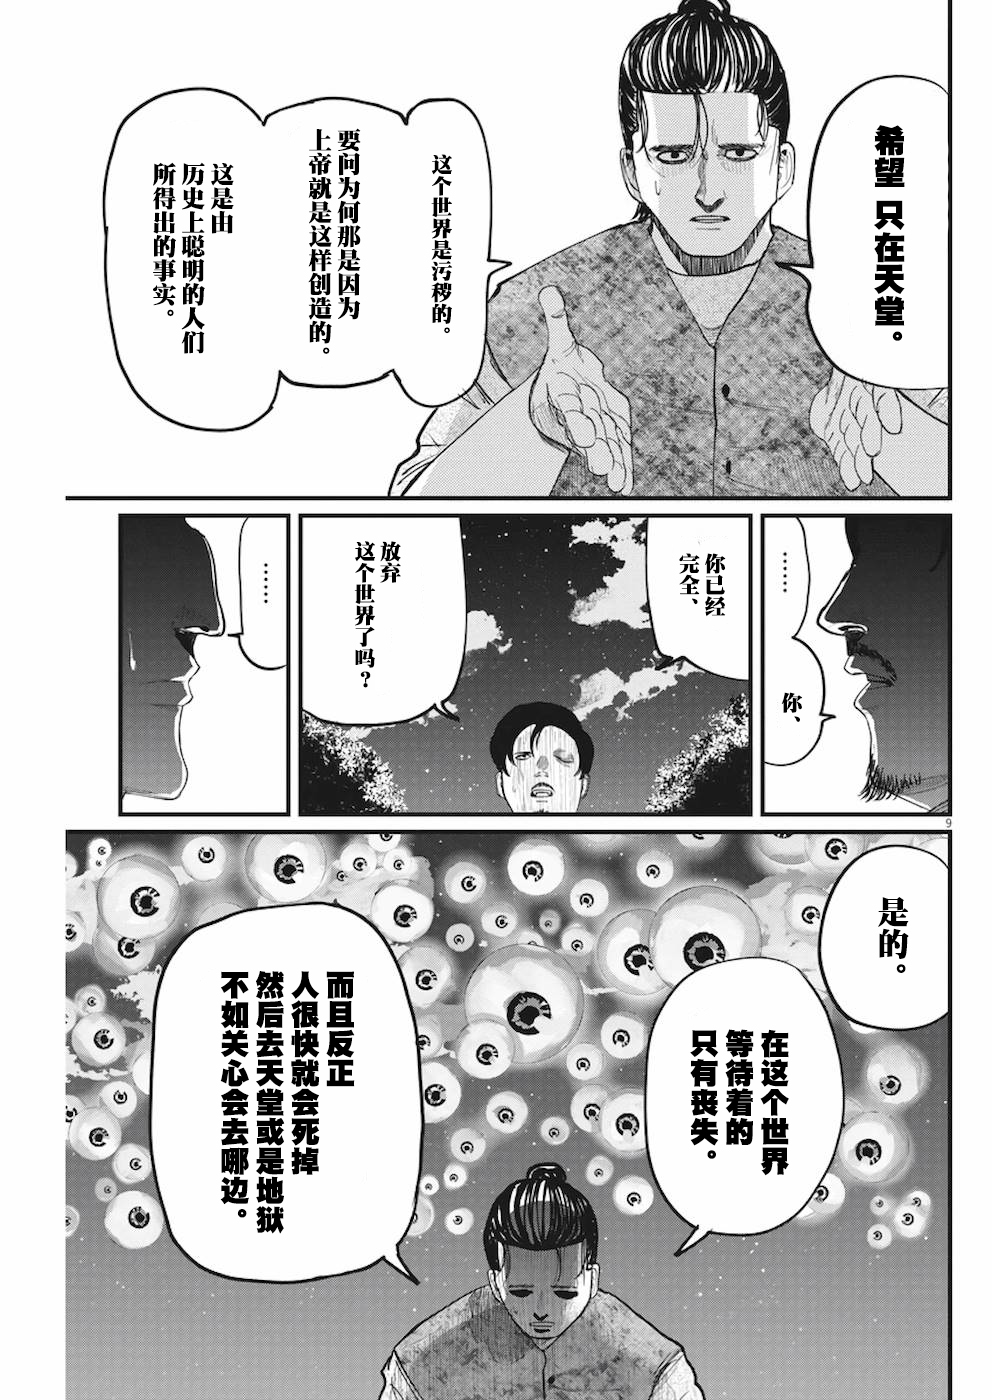 希望 只在天堂。
这个世界是污秽的。
要问为何那是因为
上帝就是这样创造的。
这是由
历史上聪明的人们
所得出的事实。
……
你、
你已经
完全、
放弃
这个世界了吗？
……
9
是的。
在这个世界
等待着的
只有丧失。
而且反正
人很快就会死掉
然后去天堂或是地狱
不如关心会去哪边。